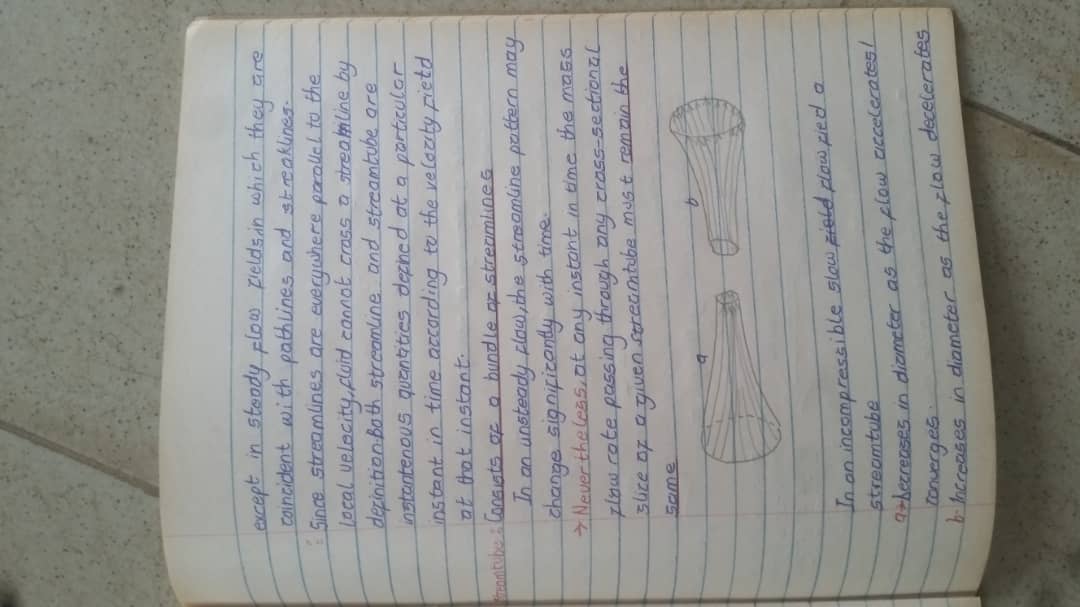 except in steady flow fields in which they are
coincident with pathlines and streaklines.
: Since streamlines are everywhere parallel to the
local velocity, fluid cannot cross a streamline by
definition. Both streamline and streamtube are
instantenous quantities defined at a particular
instant in time according to the velocity field
at that instant.
Streamtube: Consists of a bundle of streamlines
In an unsteady flow, the streamline pattern may
change significantly with time.
→ Never the less, at any instant in time the mass
flow rate passing through any cross-sectional
slice of a given streamtube must remain the
same
a b
In an incompressible slow field flow fied a
streamtube
a→ Decreases in diameter as the flow accelerates/
converges.
b- Increases in diameter as the flow decelerates